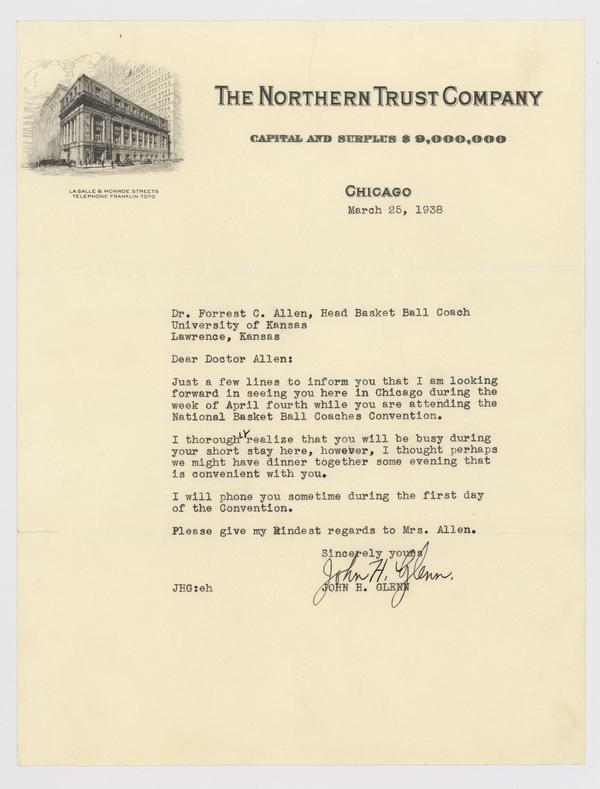 THE NORTHERN TRUST COMPANY
CAPITAL AND SURPLUS $ 9,000,000
LA SALLE & MONROE STREETS
TELEPHONE FRANKLIN 7070
CHICAGO
March 25, 1938
Dr. Forrest C. Allen, Head Basket Ball Coach
University of Kansas
Lawrence, Kansas
Dear Doctor Allen:
Just a few lines to inform you that I am looking
forward in seeing you here in Chicago during the
week of April fourth while you are attending the
National Basket Ball Coaches Convention.
I thoroughly realize that you will be busy during
your short stay here, however, I thought perhaps
we might have dinner together some evening that
is convenient with you.
I will phone you sometime during the first day
of the Convention.
Please give my kindest regards to Mrs. Allen.
Sincerely yours
John H. Glenn.
JHG:eh JOHN H. GLENN